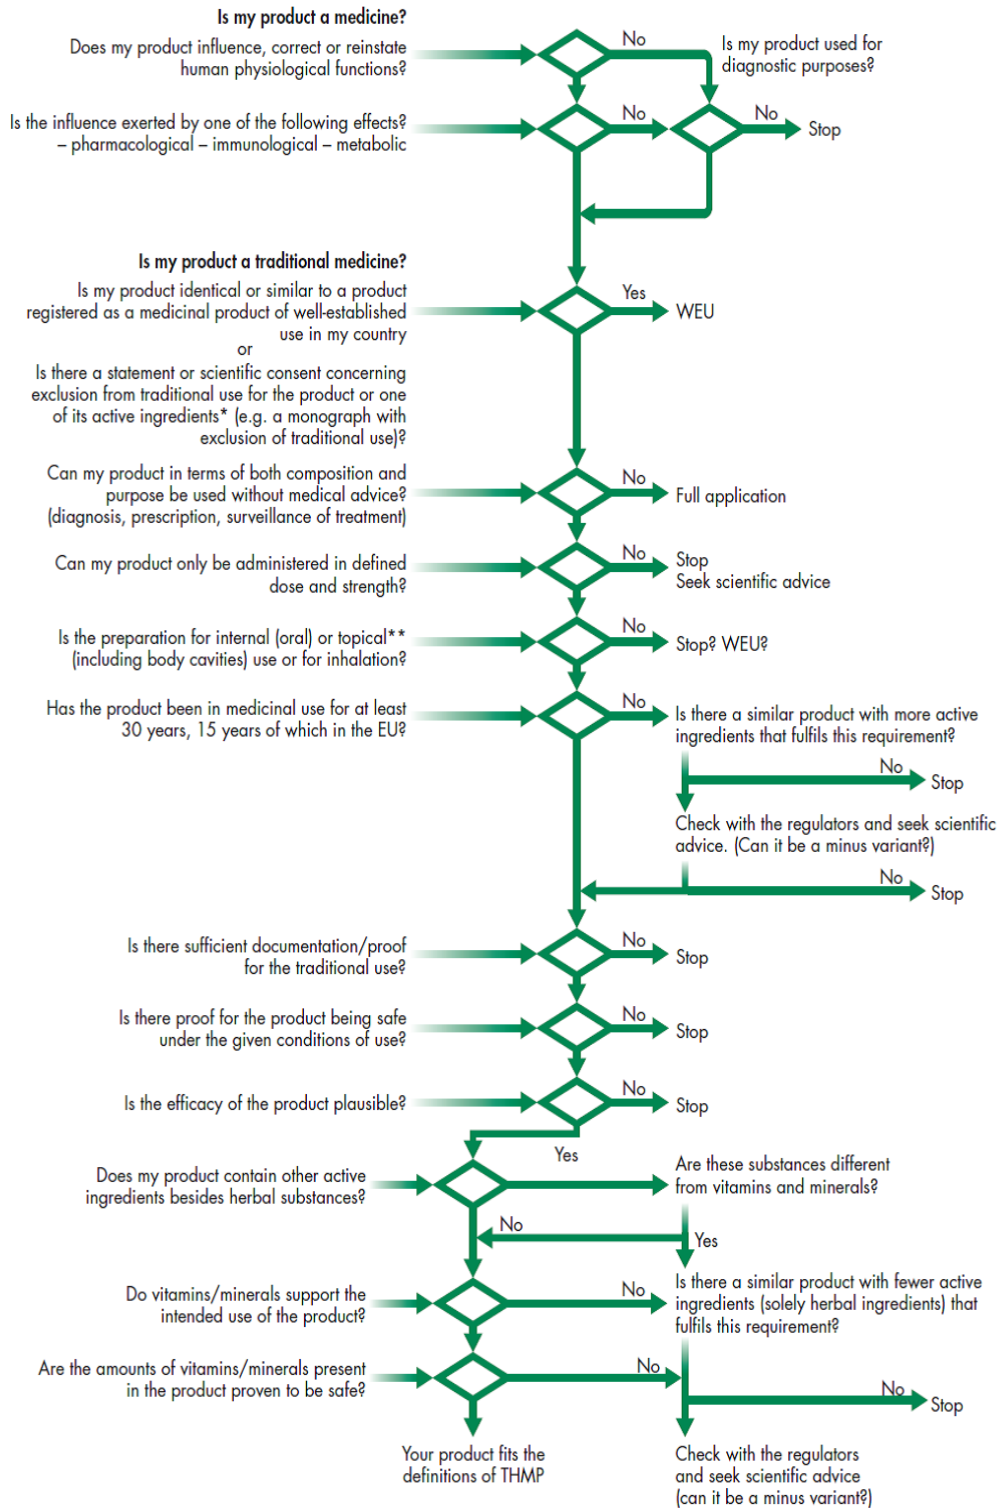 Is my product a medicine?
Does my product influence, correct or reinstate
human physiological functions?
No
Is my product used for
diagnostic purposes?
Is the influence exerted by one of the following effects?
– pharmacological – immunological – metabolic
No
No
Stop
Is my product a traditional medicine?
Is my product identical or similar to a product
registered as a medicinal product of well-established
use in my country
or
Is there a statement or scientific consent concerning
exclusion from traditional use for the product or one
of its active ingredients* (e.g. a monograph with
exclusion of traditional use)?
Yes
WEU
Can my product in terms of both composition and
purpose be used without medical advice?
(diagnosis, prescription, surveillance of treatment)
No
Full application
Can my product only be administered in defined
dose and strength?
No
Stop
Seek scientific advice
Is the preparation for internal (oral) or topical**
(including body cavities) use or for inhalation?
No
Stop? WEU?
Has the product been in medicinal use for at least
30 years, 15 years of which in the EU?
No
Is there a similar product with more active
ingredients that fulfils this requirement?
No
Stop
Check with the regulators and seek scientific
advice. (Can it be a minus variant?)
No
Stop
Is there sufficient documentation/proof
for the traditional use?
No
Stop
Is there proof for the product being safe
under the given conditions of use?
No
Stop
Is the efficacy of the product plausible?
No
Stop
Yes
Does my product contain other active
ingredients besides herbal substances?
Are these substances different
from vitamins and minerals?
No
Yes
Do vitamins/minerals support the
intended use of the product?
No
Is there a similar product with fewer active
ingredients (solely herbal ingredients) that
fulfils this requirement?
Are the amounts of vitamins/minerals present
in the product proven to be safe?
No
No
Stop
Your product fits the
definitions of THMP
Check with the regulators
and seek scientific advice
(can it be a minus variant?)